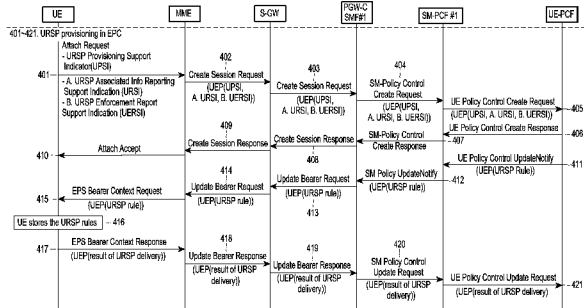 UE
MME
S-GW
PGW-C
SMF#1
SM-PCF #1
UE-PCF
401~421. URSP provisioning in EPC
Attach Request
- URSP Provisioning Support
Indicator(UPSI)
401
- A. URSP Associated Info Reporting
Support Indication (URSI)
- B. URSP Enforcement Report
Support Indication (UERSI)
402
Create Session Request
{UEP(UPSI,
A. URSI, B. UERSI)}
403
Create Session Request
{UEP(UPSI,
A. URSI, B. UERSI)}
404
SM-Policy Control
Create Request
{UEP(UPSI,
A. URSI, B. UERSI)}
UE Policy Control Create Request
{UEP(UPSI, A. URSI, B. UERSI)}
405
UE Policy Control Create Response
406
SM-Policy Control
Create Response
407
Create Session Response
408
409
Create Session Response
410
Attach Accept
UE Policy Control UpdateNotify
{UEP(URSP rule)}
411
SM Policy UpdateNotify
{UEP(URSP rule)}
412
Update Bearer Request
{UEP(URSP rule)}
413
414
Update Bearer Request
{UEP(URSP rule)}
415
EPS Bearer Context Request
{UEP(URSP rule)}
UE stores the URSP rules
416
417
EPS Bearer Context Response
{UEP(result of URSP delivery)}
418
Update Bearer Response
{UEP(result of URSP
delivery)}
419
Update Bearer Response
{UEP(result of URSP
delivery)}
420
SM Policy Control
Update Request
{UEP(result of URSP
delivery)}
UE Policy Control Update Request
{UEP(result of URSP delivery)}
421